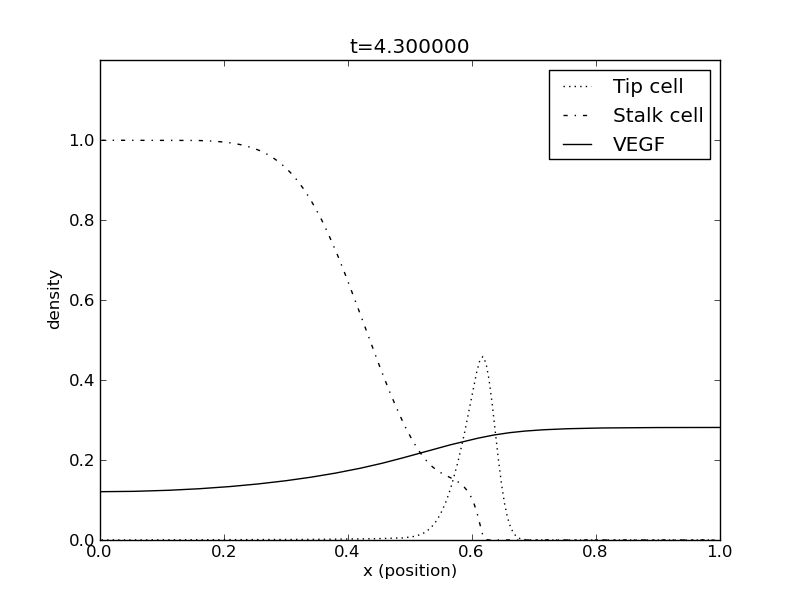 t=4.300000
Tip cell
Stalk cell
VEGF
density
1.0
0.8
0.6
0.4
0.2
0.0
0.0 0.2 0.4 0.6 0.8 1.0
x (position)